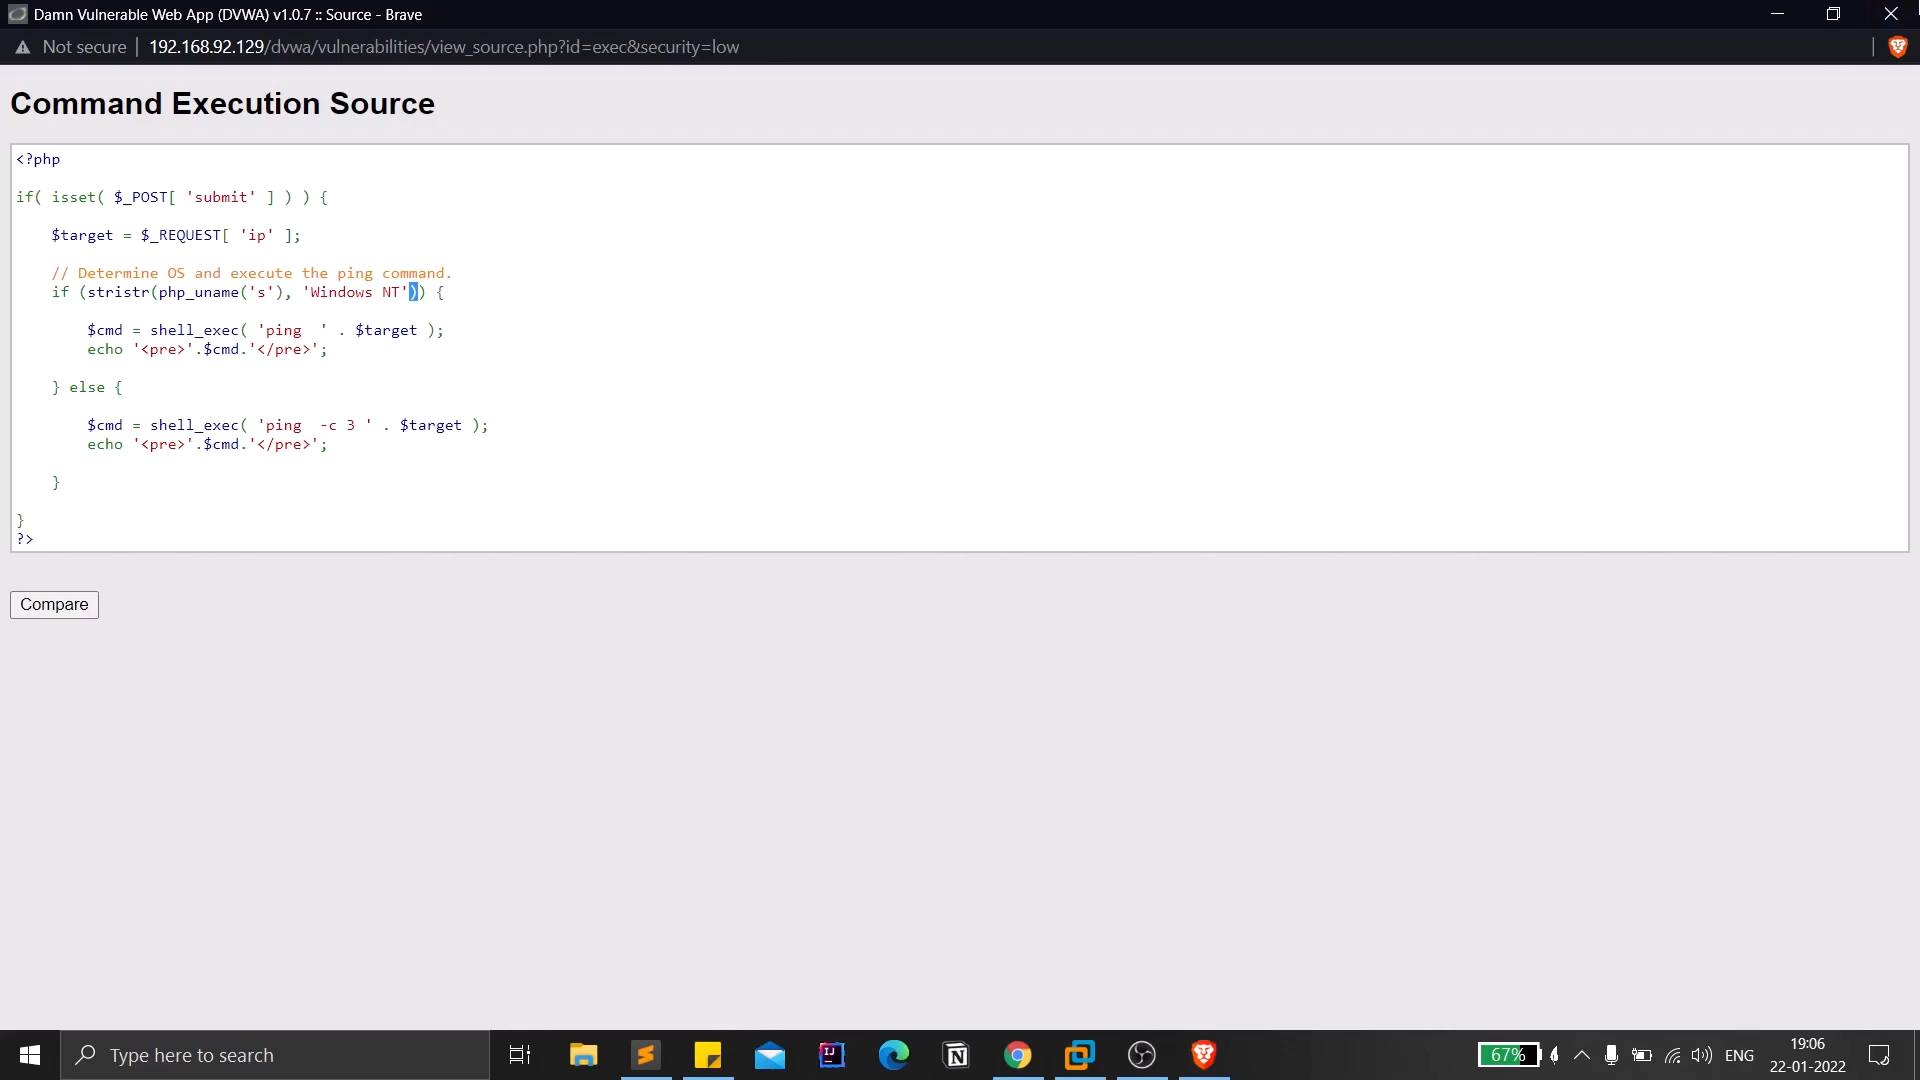 Damn Vulnerable Web App (DVWA) v1.0.7 :: Source - Brave
Not secure | 192.168.92.129/dvwa/vulnerabilities/view_source.php?id=exec&security=low
Command Execution Source
<?php
if( isset( $_POST[ 'submit' ] ) ) {
    $target = $_REQUEST[ 'ip' ];
    // Determine OS and execute the ping command.
    if (stristr(php_uname('s'), 'Windows NT')) {
        $cmd = shell_exec( 'ping  ' . $target );
        echo '<pre>'.$cmd.'</pre>';
    } else {
        $cmd = shell_exec( 'ping  -c 3 ' . $target );
        echo '<pre>'.$cmd.'</pre>';
    }
}
?>
Compare
Type here to search
67%
ENG
19:06
22-01-2022